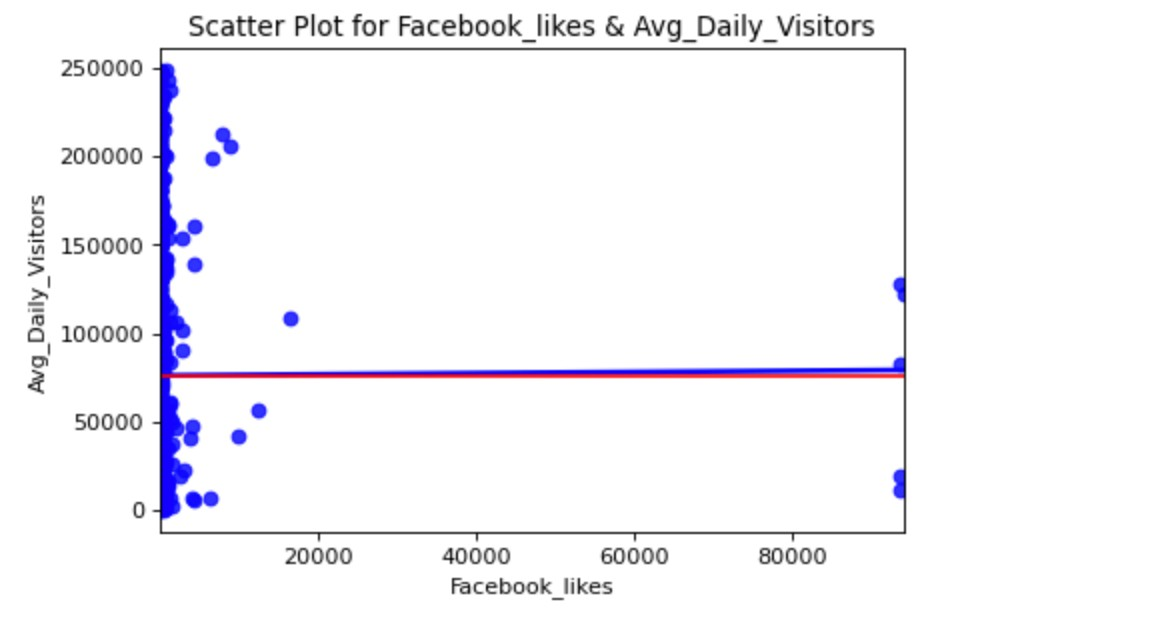 Scatter Plot for Facebook_likes & Avg_Daily_Visitors
250000
200000
150000
100000
50000
0
Avg_Daily_Visitors
20000 40000 60000 80000
Facebook_likes